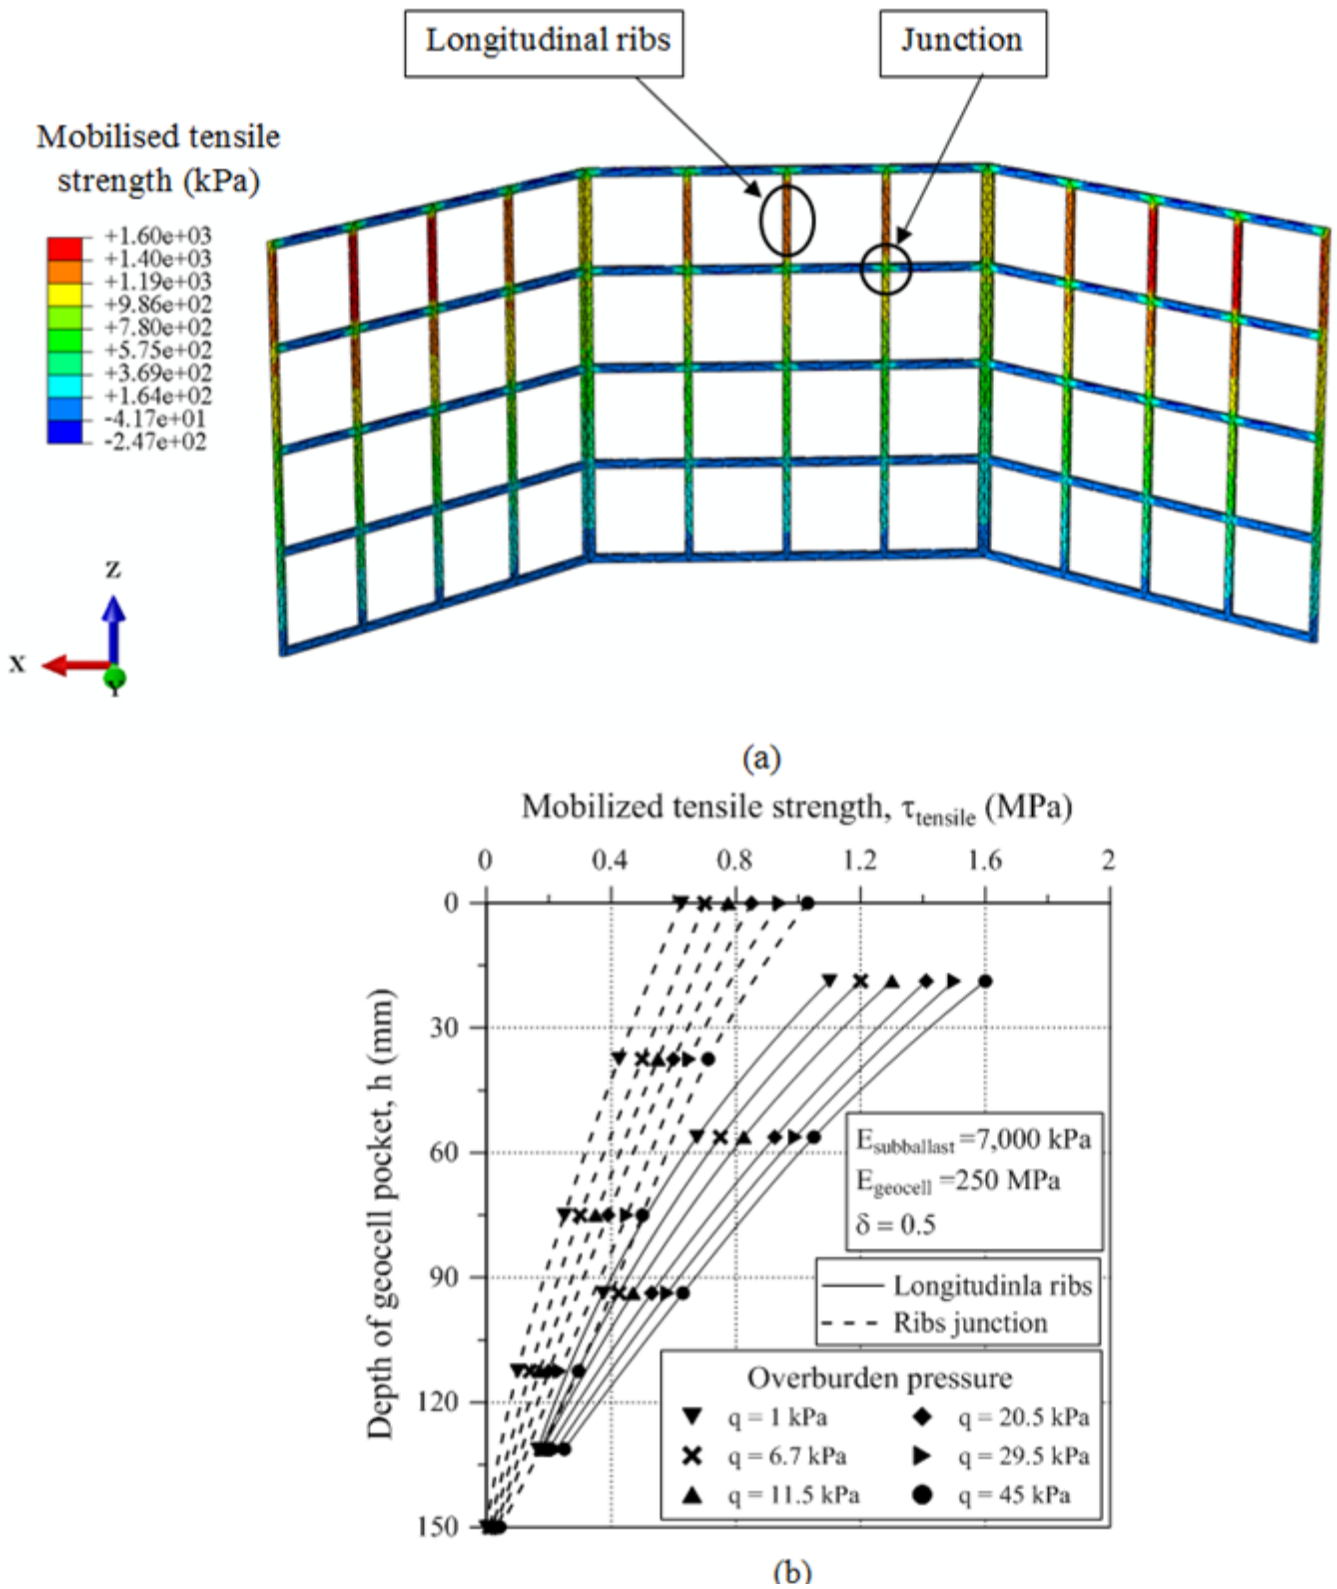 Longitudinal ribs
Junction
Mobilised tensile
strength (kPa)
+1.60e+03
+1.40e+03
+1.19e+03
+9.86e+02
+7.80e+02
+5.75e+02
+3.69e+02
+1.64e+02
-4.17e+01
-2.47e+02
Z
X
Y
(a)
Mobilized tensile strength, τtensile (MPa)
0 0.4 0.8 1.2 1.6 2
0
30
60
90
120
150
Depth of geocell pocket, h (mm)
Esubballast =7,000 kPa
Egeocell =250 MPa
δ = 0.5
Longitudinla ribs
Ribs junction
Overburden pressure
q = 1 kPa q = 20.5 kPa
q = 6.7 kPa q = 29.5 kPa
q = 11.5 kPa q = 45 kPa
(b)